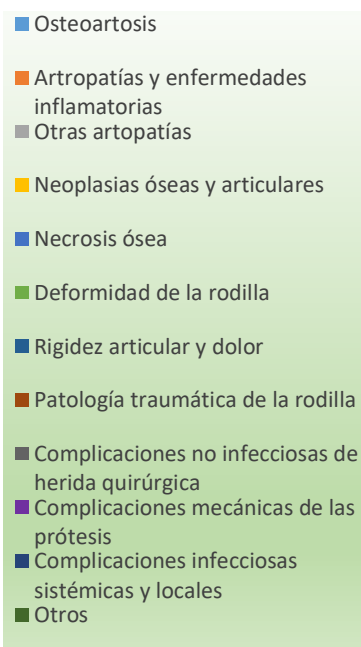 Osteoartosis
Artropatías y enfermedades
inflamatorias
Otras artopatías
Neoplasias óseas y articulares
Necrosis ósea
Deformidad de la rodilla
Rigidez articular y dolor
Patología traumática de la rodilla
Complicaciones no infecciosas de
herida quirúrgica
Complicaciones mecánicas de las
prótesis
Complicaciones infecciosas
sistémicas y locales
Otros